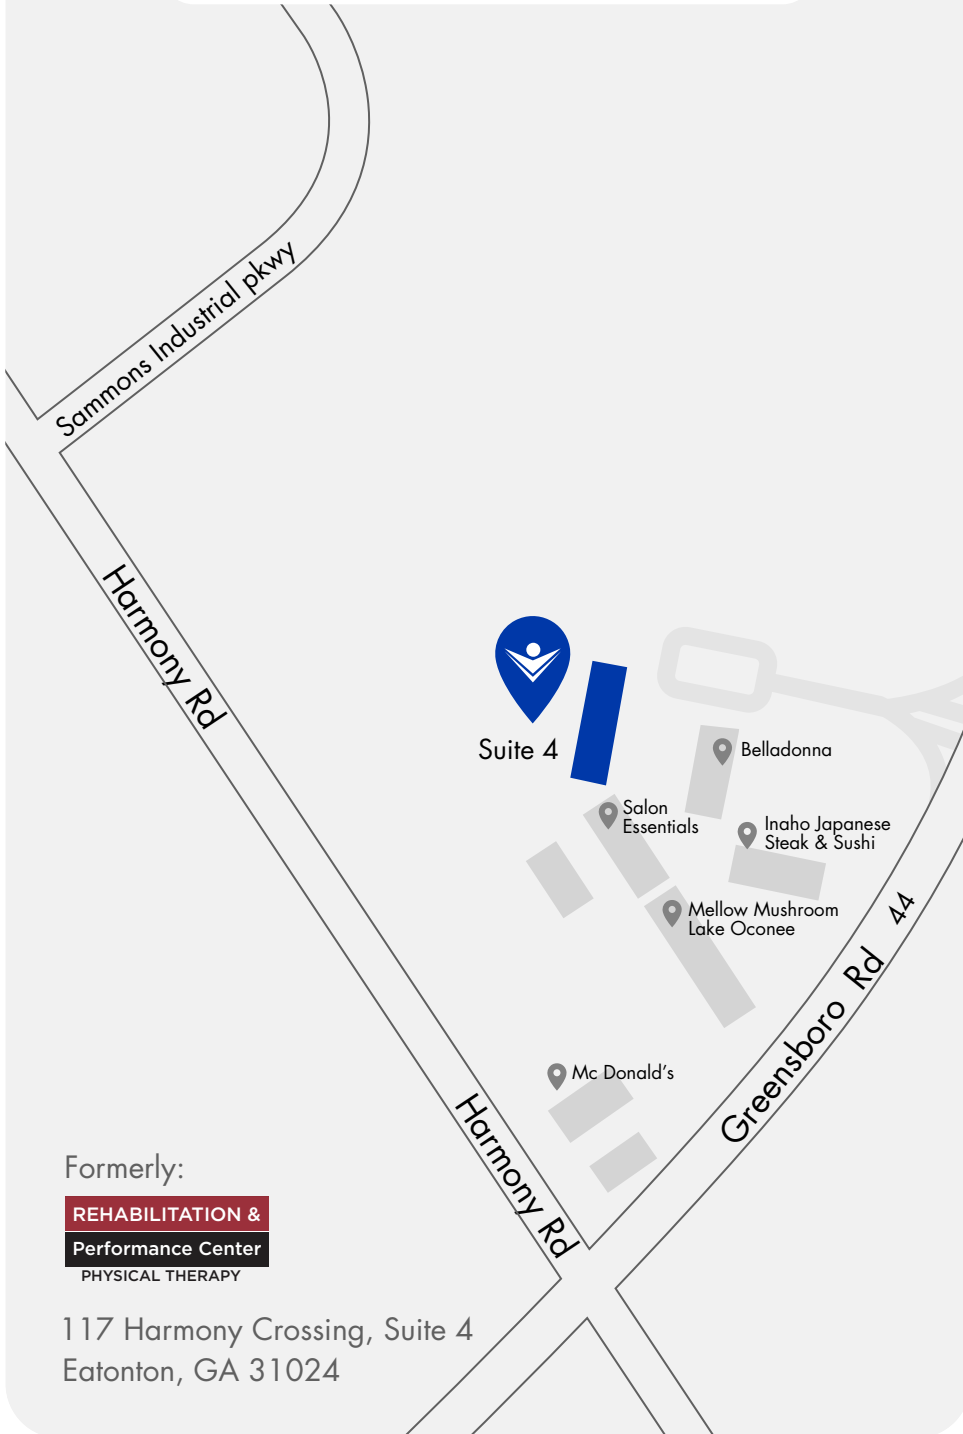 Sammons Industrial pkwy
Harmony Rd
Suite 4
Belladonna
Salon
Essentials
Inaho Japanese
Steak & Sushi
Mellow Mushroom
Lake Oconee
44
Greensboro Rd
Mc Donald's
Harmony Rd
Formerly:
REHABILITATION &
Performance Center
PHYSICAL THERAPY
117 Harmony Crossing, Suite 4
Eatonton, GA 31024